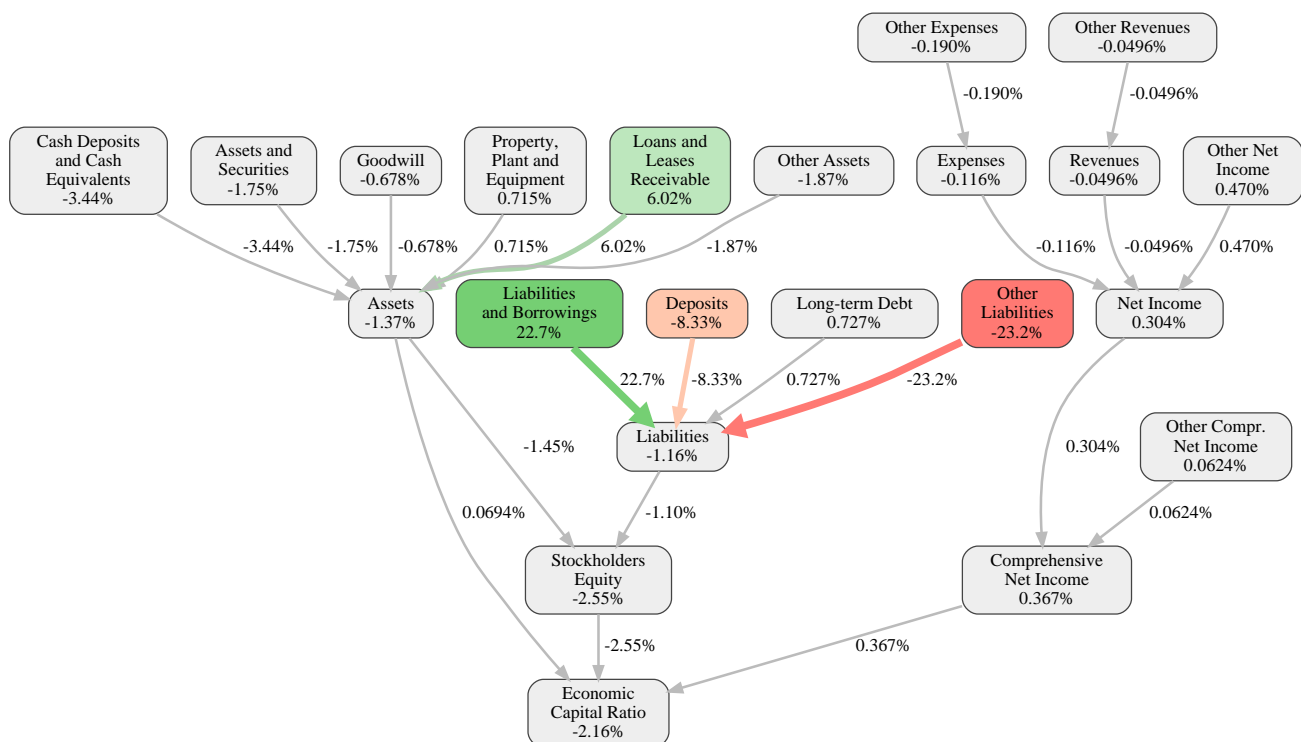 Other Expenses
-0.190%
Other Revenues
-0.0496%
-0.190%
-0.0496%
Cash Deposits
and Cash
Equivalents
-3.44%
Assets and
Securities
-1.75%
Goodwill
-0.678%
Property,
Plant and
Equipment
0.715%
Loans and
Leases
Receivable
6.02%
Other Assets
-1.87%
Expenses
-0.116%
Revenues
-0.0496%
Other Net
Income
0.470%
-3.44%
-1.75%
-0.678%
0.715%
6.02%
-1.87%
-0.116%
-0.0496%
0.470%
Assets
-1.37%
Liabilities
and Borrowings
22.7%
Deposits
-8.33%
Long-term Debt
0.727%
Other
Liabilities
-23.2%
Net Income
0.304%
22.7%
-8.33%
0.727%
-23.2%
-1.45%
Liabilities
-1.16%
0.304%
Other Compr.
Net Income
0.0624%
0.0694%
-1.10%
0.0624%
Stockholders
Equity
-2.55%
Comprehensive
Net Income
0.367%
-2.55%
0.367%
Economic
Capital Ratio
-2.16%